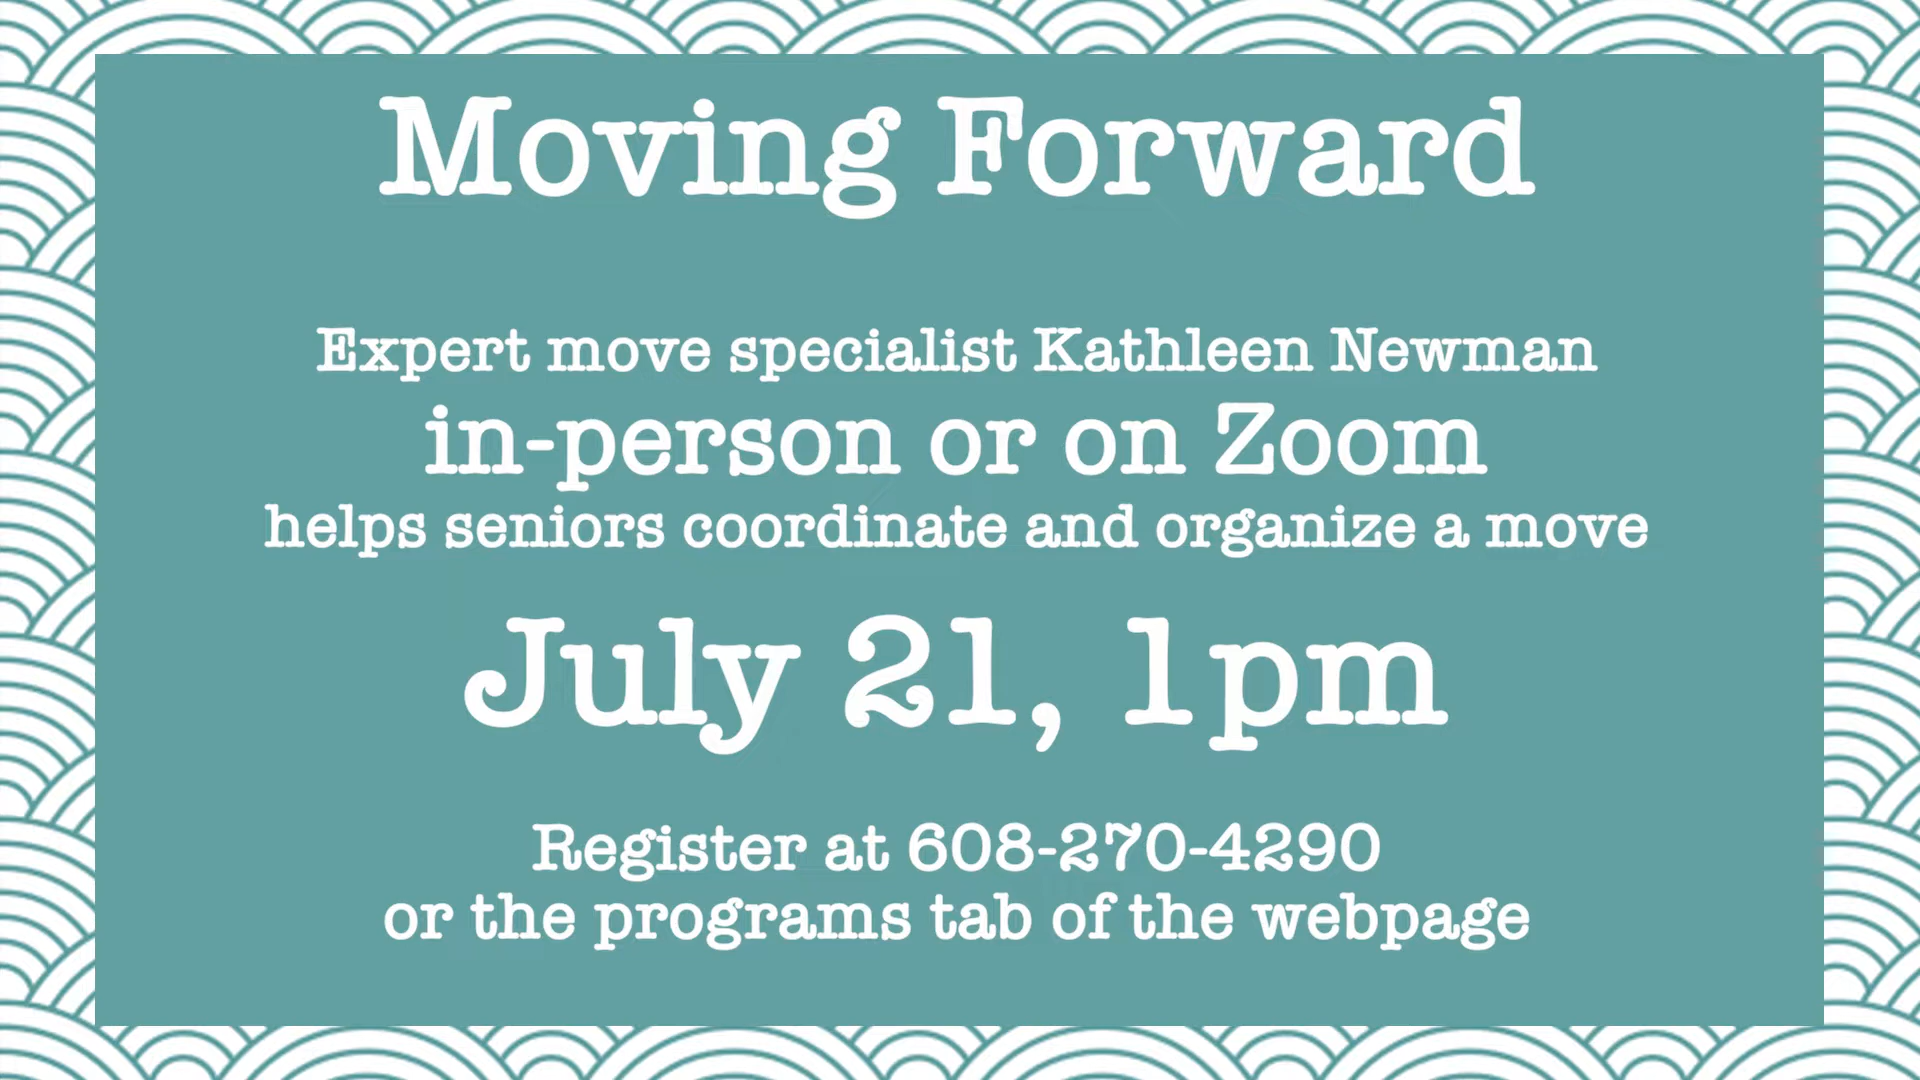 Moving Forward
Expert move specialist Kathleen Newman
in-person or on Zoom
helps seniors coordinate and organize a move
July 21, 1pm
Register at 608-270-4290
or the programs tab of the webpage